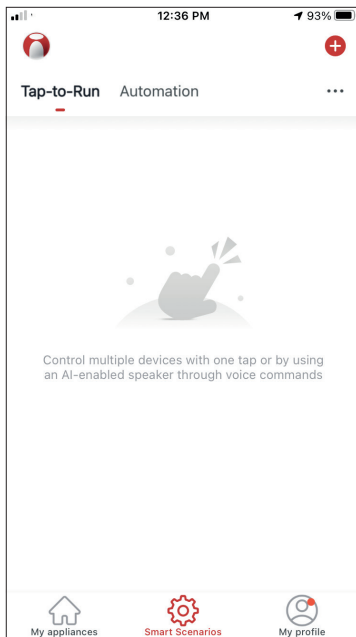 12:36 PM
93%
Tap-to-Run Automation
Control multiple devices with one tap or by using
an AI-enabled speaker through voice commands
My appliances Smart Scenarios My profile